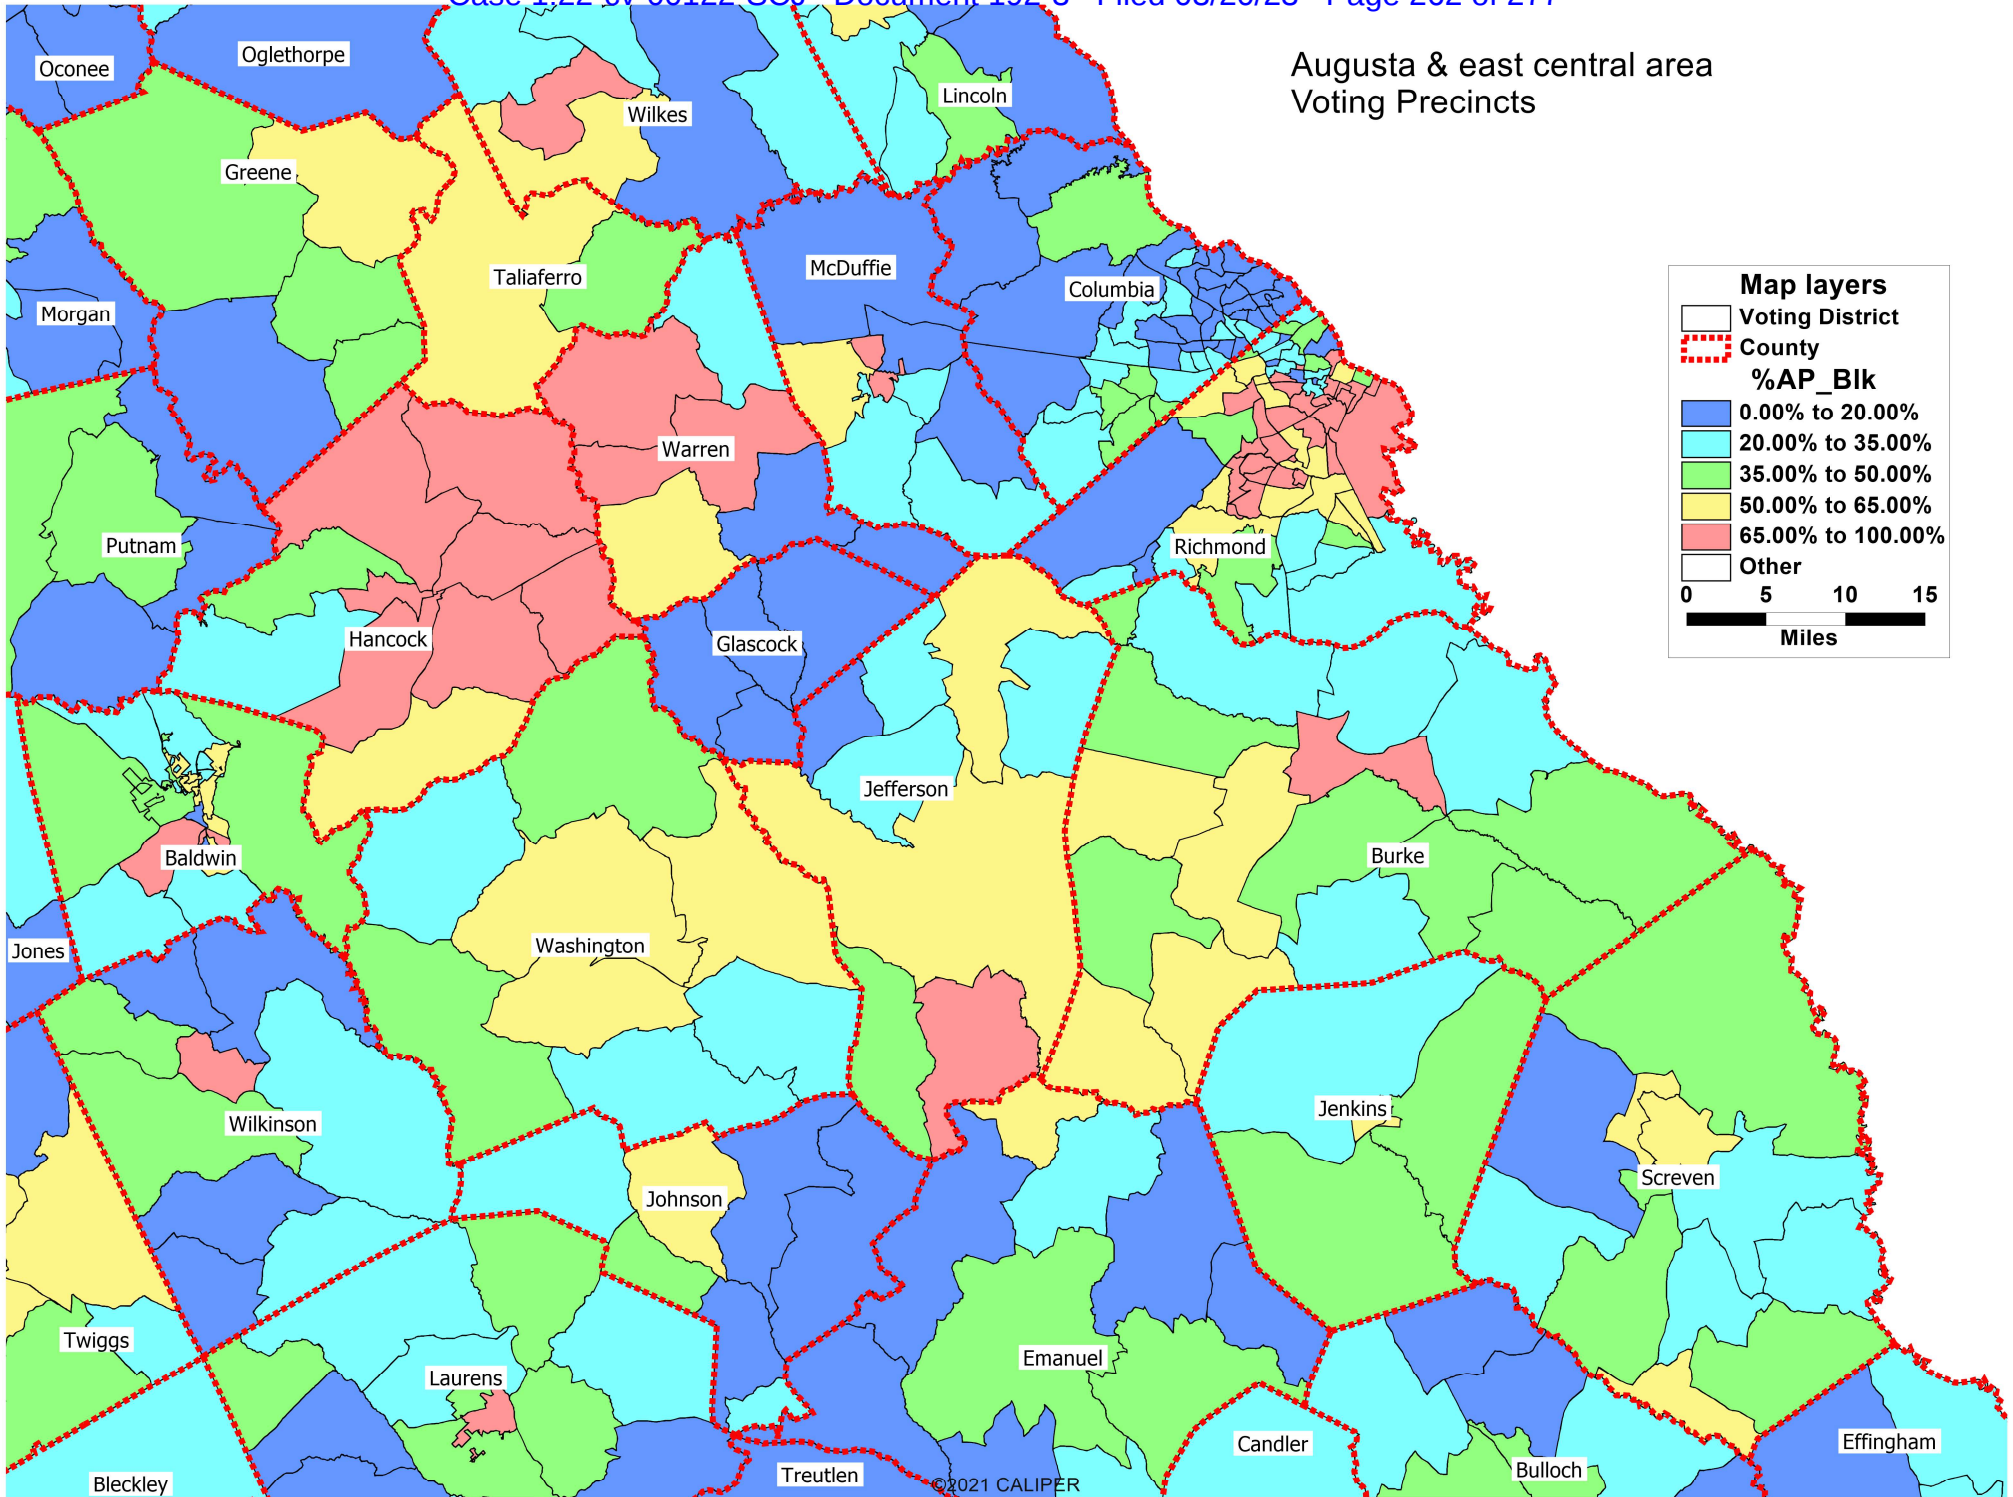 Augusta & east central area
Voting Precincts
Oconee
Oglethorpe
Wilkes
Lincoln
Greene
Taliaferro
McDuffie
Columbia
Morgan
Warren
Putnam
Richmond
Hancock
Glascock
Jefferson
Baldwin
Burke
Washington
Jones
Wilkinson
Jenkins
Johnson
Screven
Twiggs
Laurens
Emanuel
Candler
Effingham
Bulloch
Treutlen
Bleckley
©2021 CALIPER
Map layers
Voting District
County
%AP_Blk
0.00% to 20.00%
20.00% to 35.00%
35.00% to 50.00%
50.00% to 65.00%
65.00% to 100.00%
Other
0 5 10 15
Miles